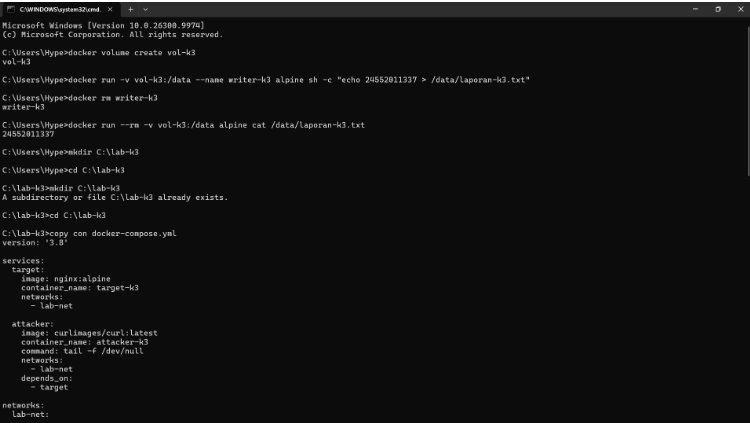 C:\WINDOWS\system32\cmd.
Microsoft Windows [Version 10.0.26300.9974]
(c) Microsoft Corporation. All rights reserved.
C:\Users\Hype>docker volume create vol-k3
vol-k3
C:\Users\Hype>docker run -v vol-k3:/data --name writer-k3 alpine sh -c "echo 24552011337 > /data/laporan-k3.txt"
C:\Users\Hype>docker rm writer-k3
writer-k3
C:\Users\Hype>docker run --rm -v vol-k3:/data alpine cat /data/laporan-k3.txt
24552011337
C:\Users\Hype>mkdir C:\lab-k3
C:\Users\Hype>cd C:\lab-k3
C:\lab-k3>mkdir C:\lab-k3
A subdirectory or file C:\lab-k3 already exists.
C:\lab-k3>cd C:\lab-k3
C:\lab-k3>copy con docker-compose.yml
version: '3.8'
services:
  target:
    image: nginx:alpine
    container_name: target-k3
    networks:
      - lab-net
  attacker:
    image: curlimages/curl:latest
    container_name: attacker-k3
    command: tail -f /dev/null
    networks:
      - lab-net
    depends_on:
      - target
networks:
  lab-net: